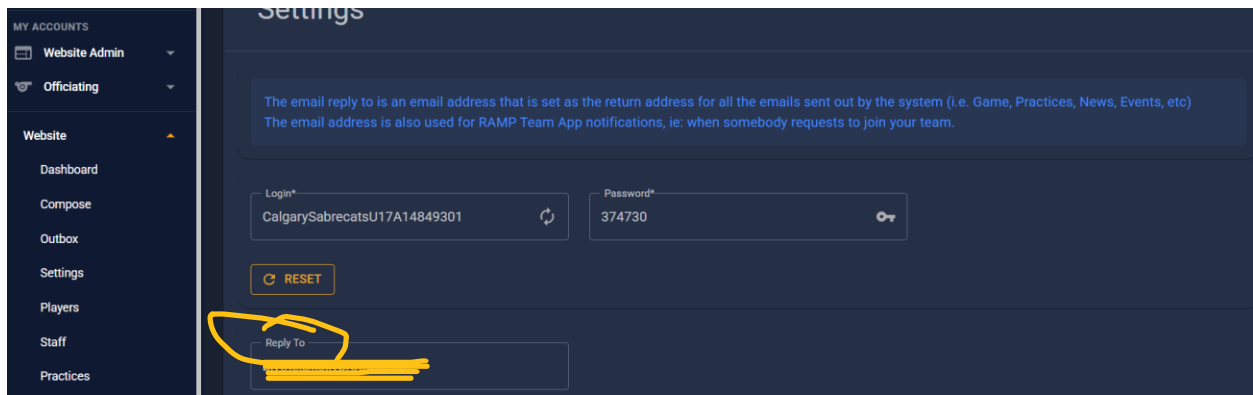 MY ACCOUNTS
Website Admin
Officiating
Website
Dashboard
Compose
Outbox
Settings
Players
Staff
Practices
Settings
The email reply to is an email address that is set as the return address for all the emails sent out by the system (i.e. Game, Practices, News, Events, etc)
The email address is also used for RAMP Team App notifications, ie: when somebody requests to join your team.
Login*
CalgarySabrecatsU17A14849301
Password*
374730
RESET
Reply To